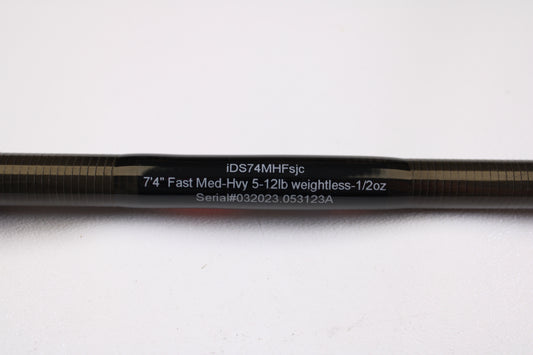 iDS74MHFsjc
7'4" Fast Med-Hvy 5-12lb weightless-1/2oz
Serial#032023.053123A